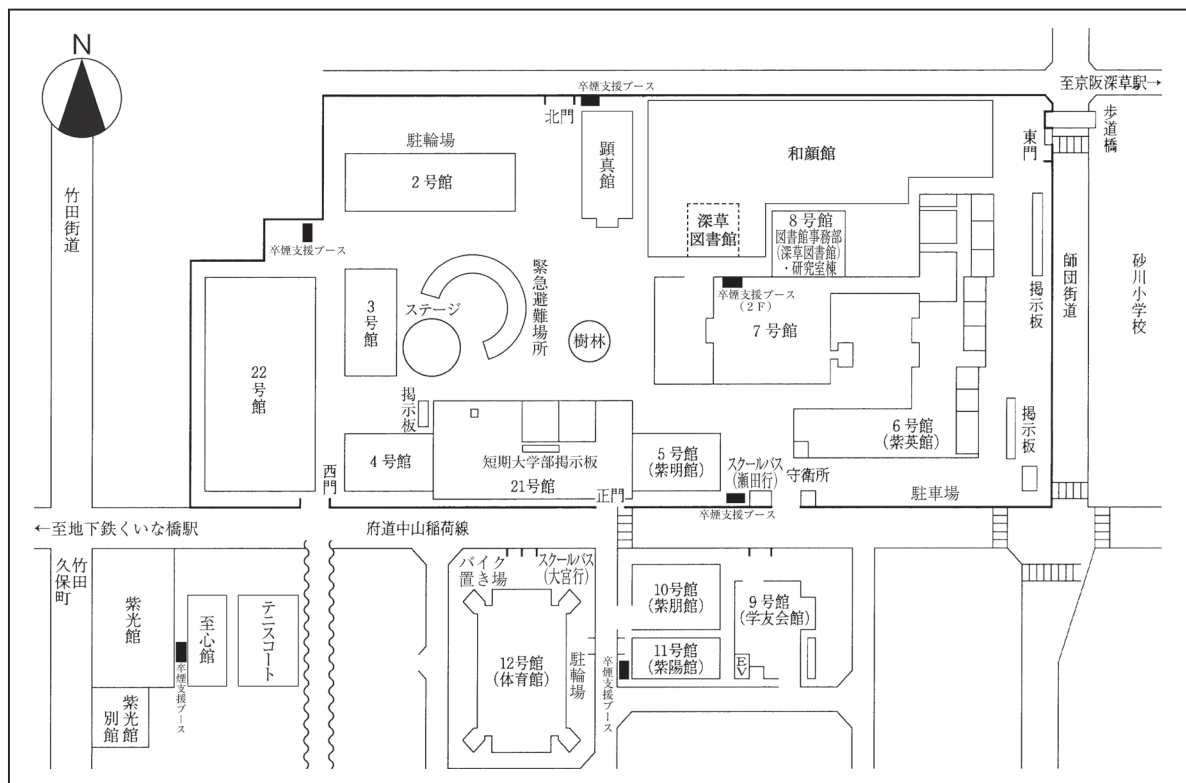 N
至京阪深草駅→
卒煙支援ブース
北門
歩道橋
東門
駐輪場
2号館
顕真館
和顔館
竹田街道
深草
図書館
8号館
図書館事務部
(深草図書館)
・研究室棟
卒煙支援ブース
緊急避難場所
掲示板
師団街道
砂川小学校
3号館
ステージ
卒煙支援ブース
(2F)
7号館
樹林
22号館
掲示板
掲示板
6号館
(紫英館)
4号館
短期大学部掲示板
21号館
5号館
(紫明館)
スクールバス
(瀬田行)
守衛所
西門
正門
駐車場
卒煙支援ブース
←至地下鉄くいな橋駅
府道中山稲荷線
竹田
久保町
紫光館
至心館
テニスコート
バイク
置き場
スクールバス
(大宮行)
10号館
(紫朋館)
9号館
(学友会館)
12号館
(体育館)
駐輪場
11号館
(紫陽館)
EV
卒煙支援ブース
卒煙支援ブース
紫光館
別館